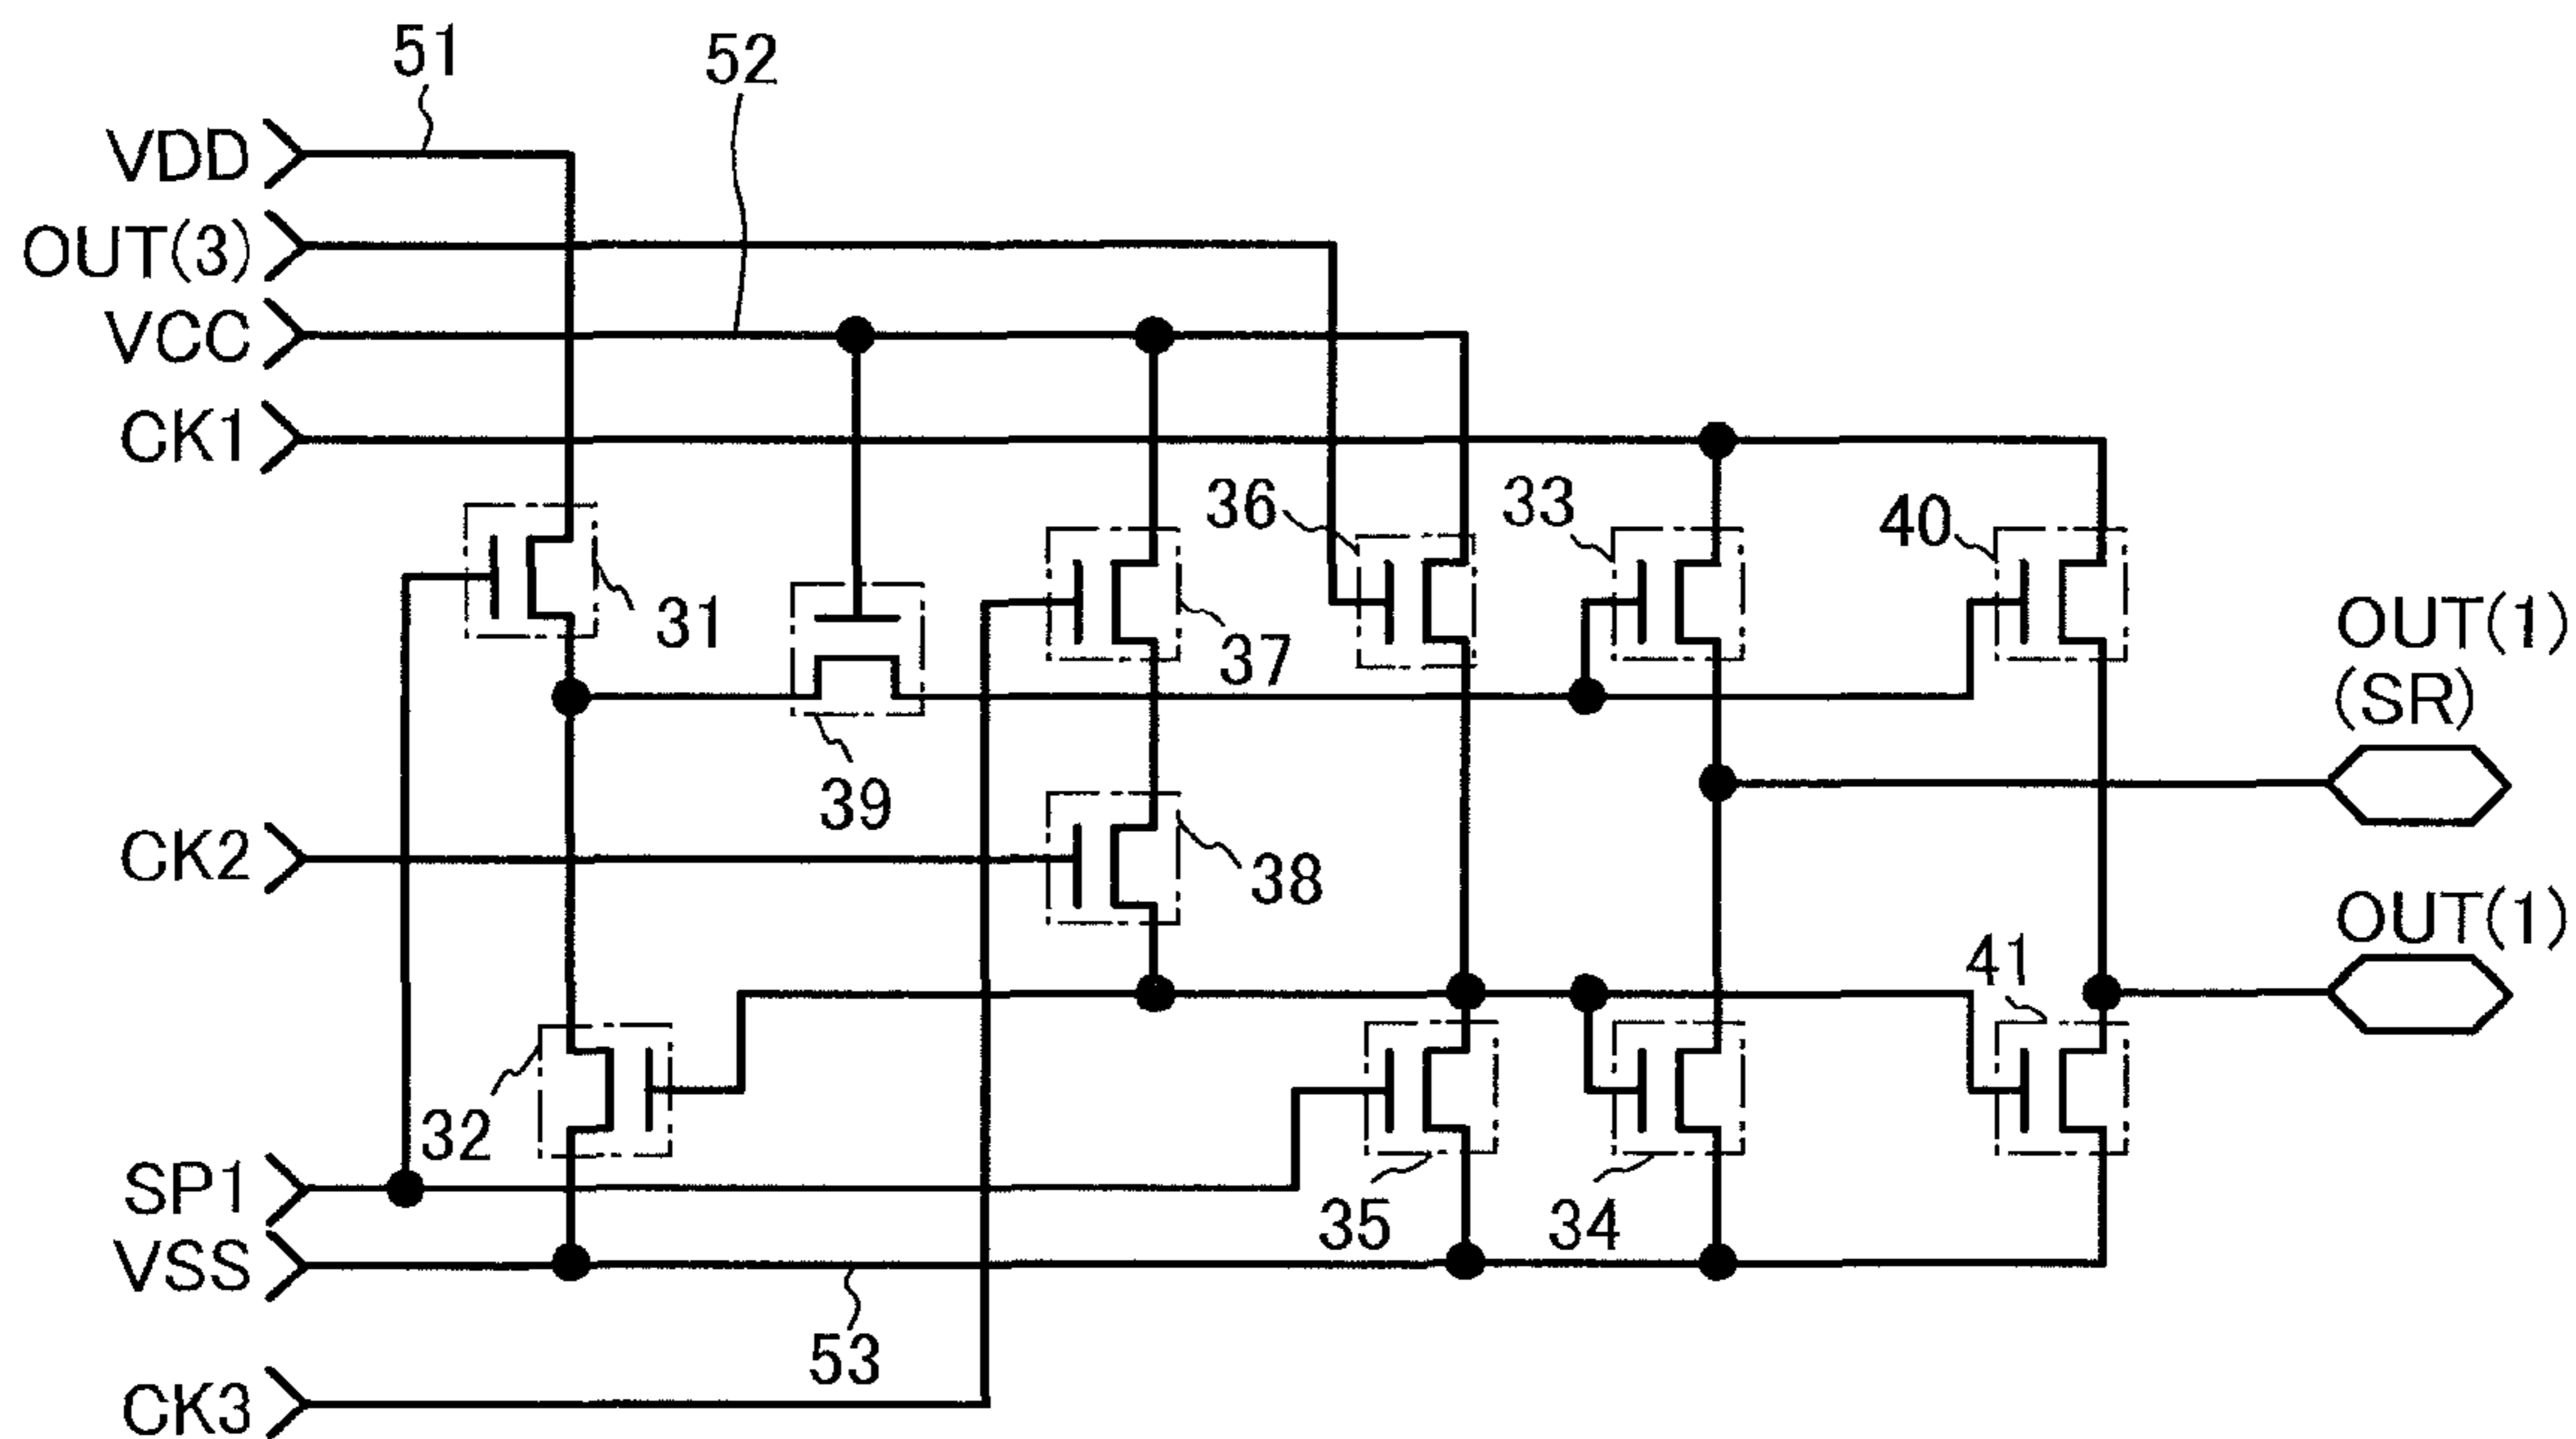 51
52
VDD
OUT(3)
VCC
CK1
36
33
40
31
37
OUT(1)
(SR)
39
38
CK2
OUT(1)
41
32
SP1
35
34
VSS
53
CK3